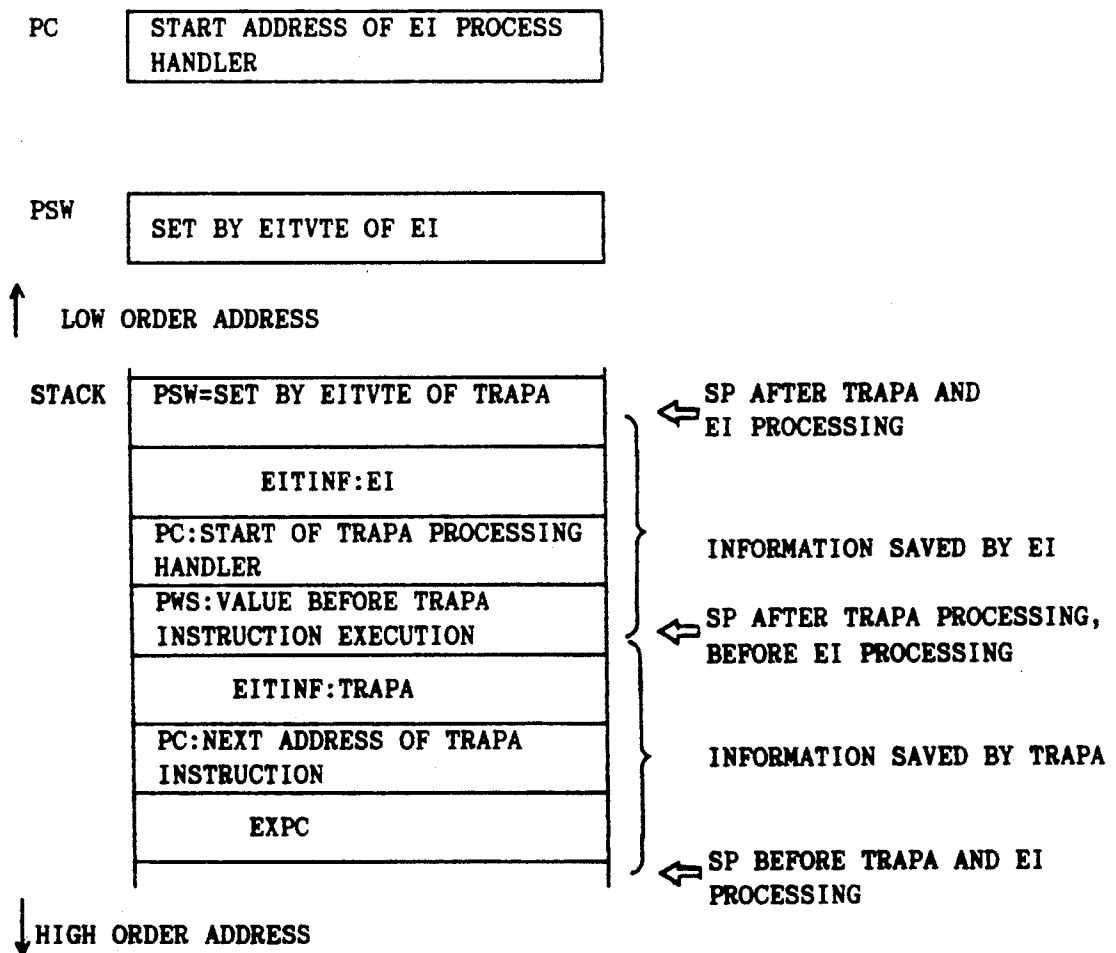 PC
START ADDRESS OF EI PROCESS
HANDLER
PSW
SET BY EITVTE OF EI
LOW ORDER ADDRESS
STACK
PSW=SET BY EITVTE OF TRAPA
SP AFTER TRAPA AND
EI PROCESSING
EITINF:EI
PC:START OF TRAPA PROCESSING
HANDLER
INFORMATION SAVED BY EI
PWS:VALUE BEFORE TRAPA
INSTRUCTION EXECUTION
SP AFTER TRAPA PROCESSING,
BEFORE EI PROCESSING
EITINF:TRAPA
PC:NEXT ADDRESS OF TRAPA
INSTRUCTION
INFORMATION SAVED BY TRAPA
EXPC
SP BEFORE TRAPA AND EI
PROCESSING
HIGH ORDER ADDRESS